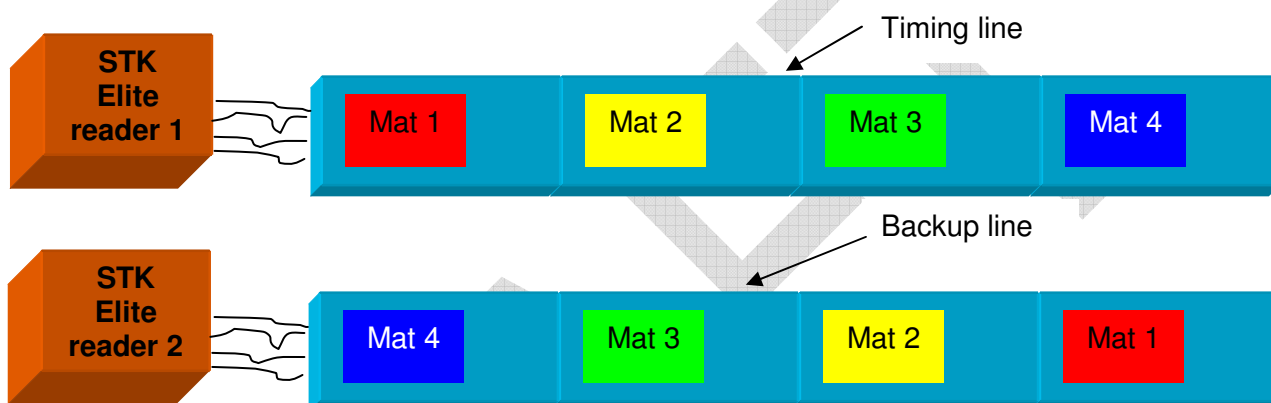 Timing line
STK
Elite
reader 1
Mat 1
Mat 2
Mat 3
Mat 4
Backup line
STK
Elite
reader 2
Mat 4
Mat 3
Mat 2
Mat 1